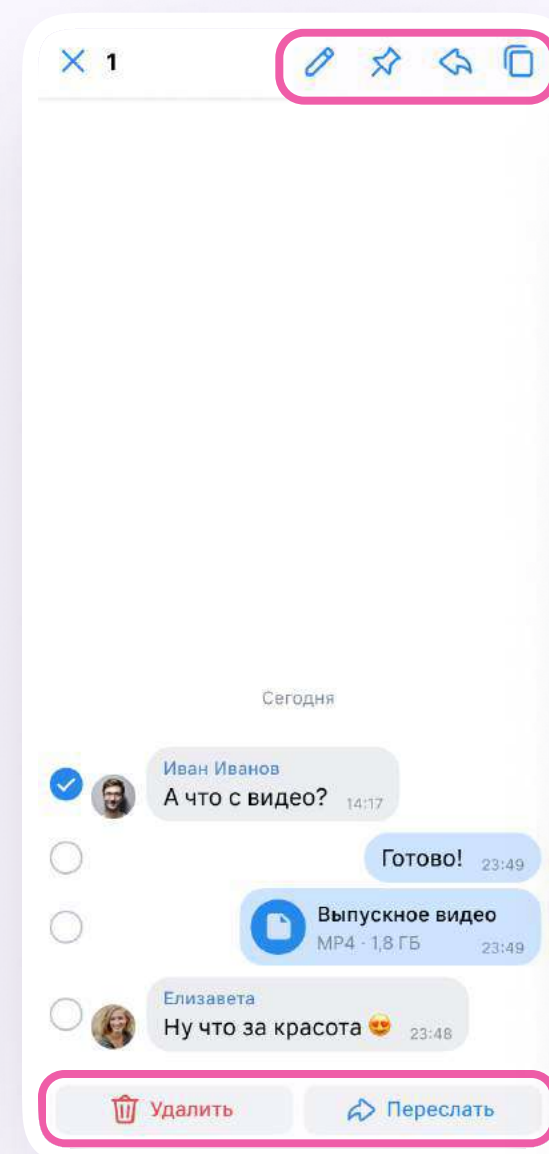 1
Сегодня
Иван Иванов
А что с видео? 14:17
Готово! 23:49
Выпускное видео
MP4 · 1,8 ГБ 23:49
Елизавета
Ну что за красота 😍 23:48
Удалить Переслать